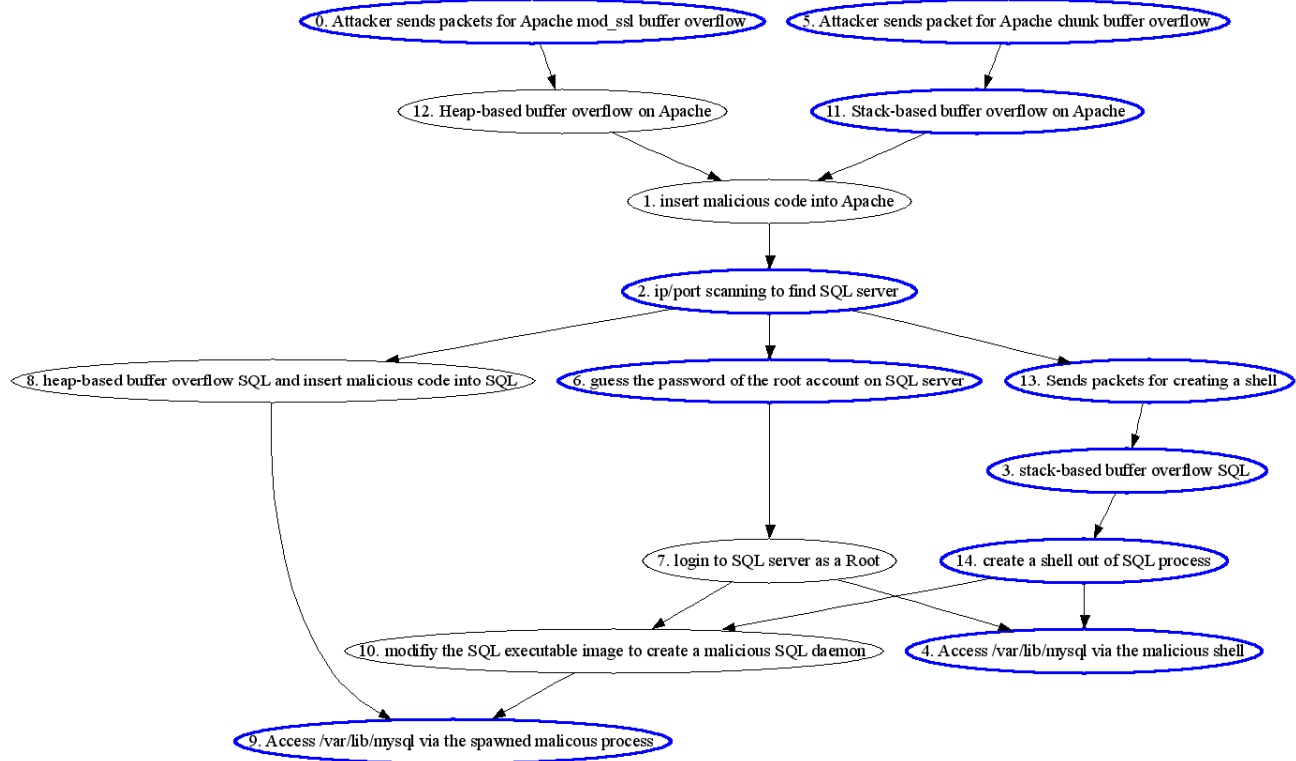 0. Attacker sends packets for Apache mod_ssl buffer overflow
5. Attacker sends packet for Apache chunk buffer overflow
12. Heap-based buffer overflow on Apache
11. Stack-based buffer overflow on Apache
1. insert malicious code into Apache
2. ip/port scanning to find SQL server
8. heap-based buffer overflow SQL and insert malicious code into SQL
6. guess the password of the root account on SQL server
13. Sends packets for creating a shell
3. stack-based buffer overflow SQL
7. login to SQL server as a Root
14. create a shell out of SQL process
10. modifiy the SQL executable image to create a malicious SQL daemon
4. Access /var/lib/mysql via the malicious shell
9. Access /var/lib/mysql via the spawned malicous process